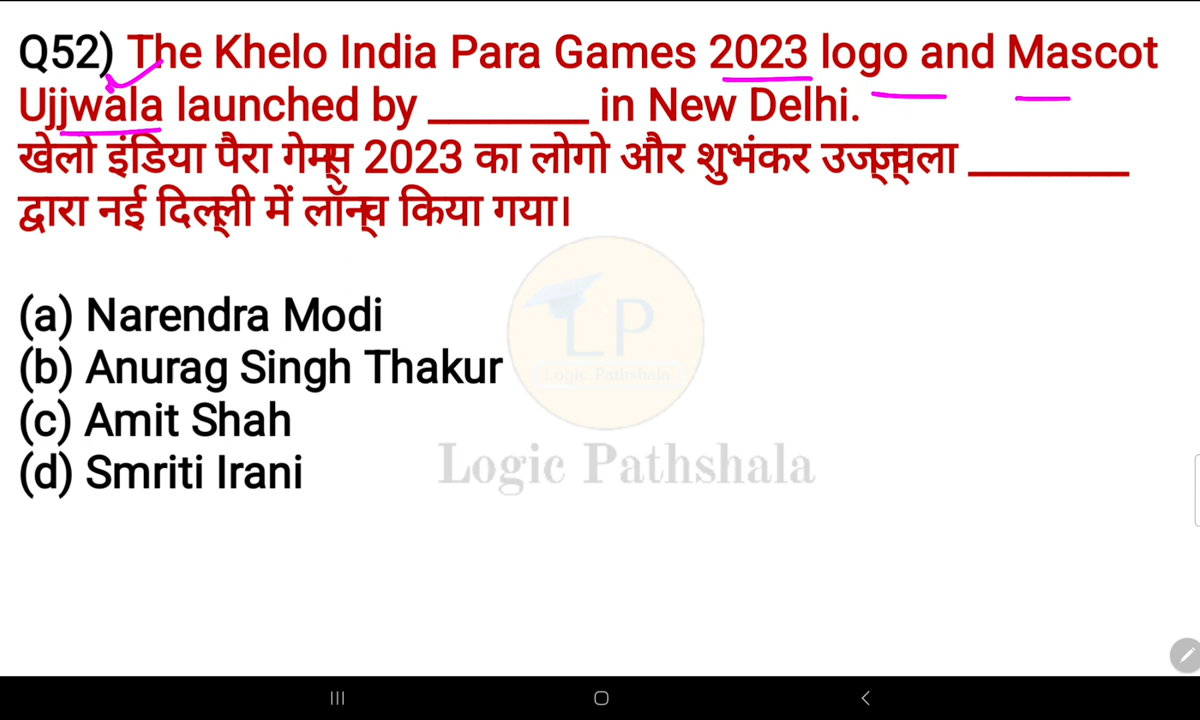 Q52) The Khelo India Para Games 2023 logo and Mascot
Ujjwala launched by ________ in New Delhi.
खेलो इंडिया पैरा गेम्स 2023 का लोगो और शुभंकर उज्ज्वला ________
द्वारा नई दिल्ली में लॉन्च किया गया।
(a) Narendra Modi
(b) Anurag Singh Thakur
(c) Amit Shah
(d) Smriti Irani
LP
Logic Pathshala
Logic Pathshala